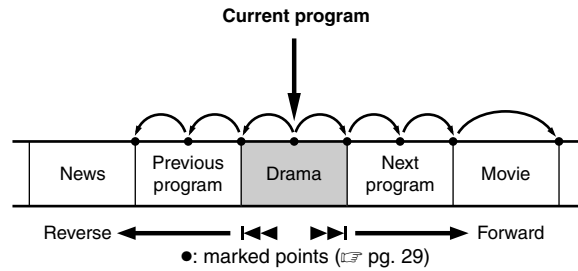 Current program
News
Previous
program
Drama
Next
program
Movie
Reverse
Forward
●: marked points (☞ pg. 29)